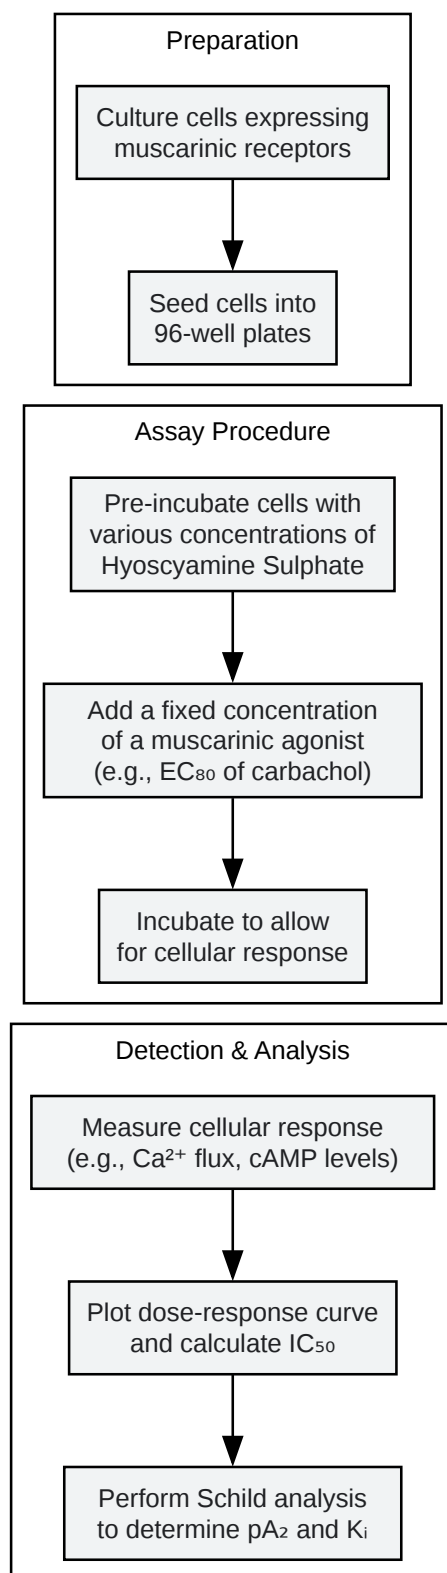 Preparation
Culture cells expressing
muscarinic receptors
Seed cells into
96-well plates
Assay Procedure
Pre-incubate cells with
various concentrations of
Hyoscyamine Sulphate
Add a fixed concentration
of a muscarinic agonist
(e.g., EC₈₀ of carbachol)
Incubate to allow
for cellular response
Detection & Analysis
Measure cellular response
(e.g., Ca²⁺ flux, cAMP levels)
Plot dose-response curve
and calculate IC₅₀
Perform Schild analysis
to determine pA₂ and Kᵢ